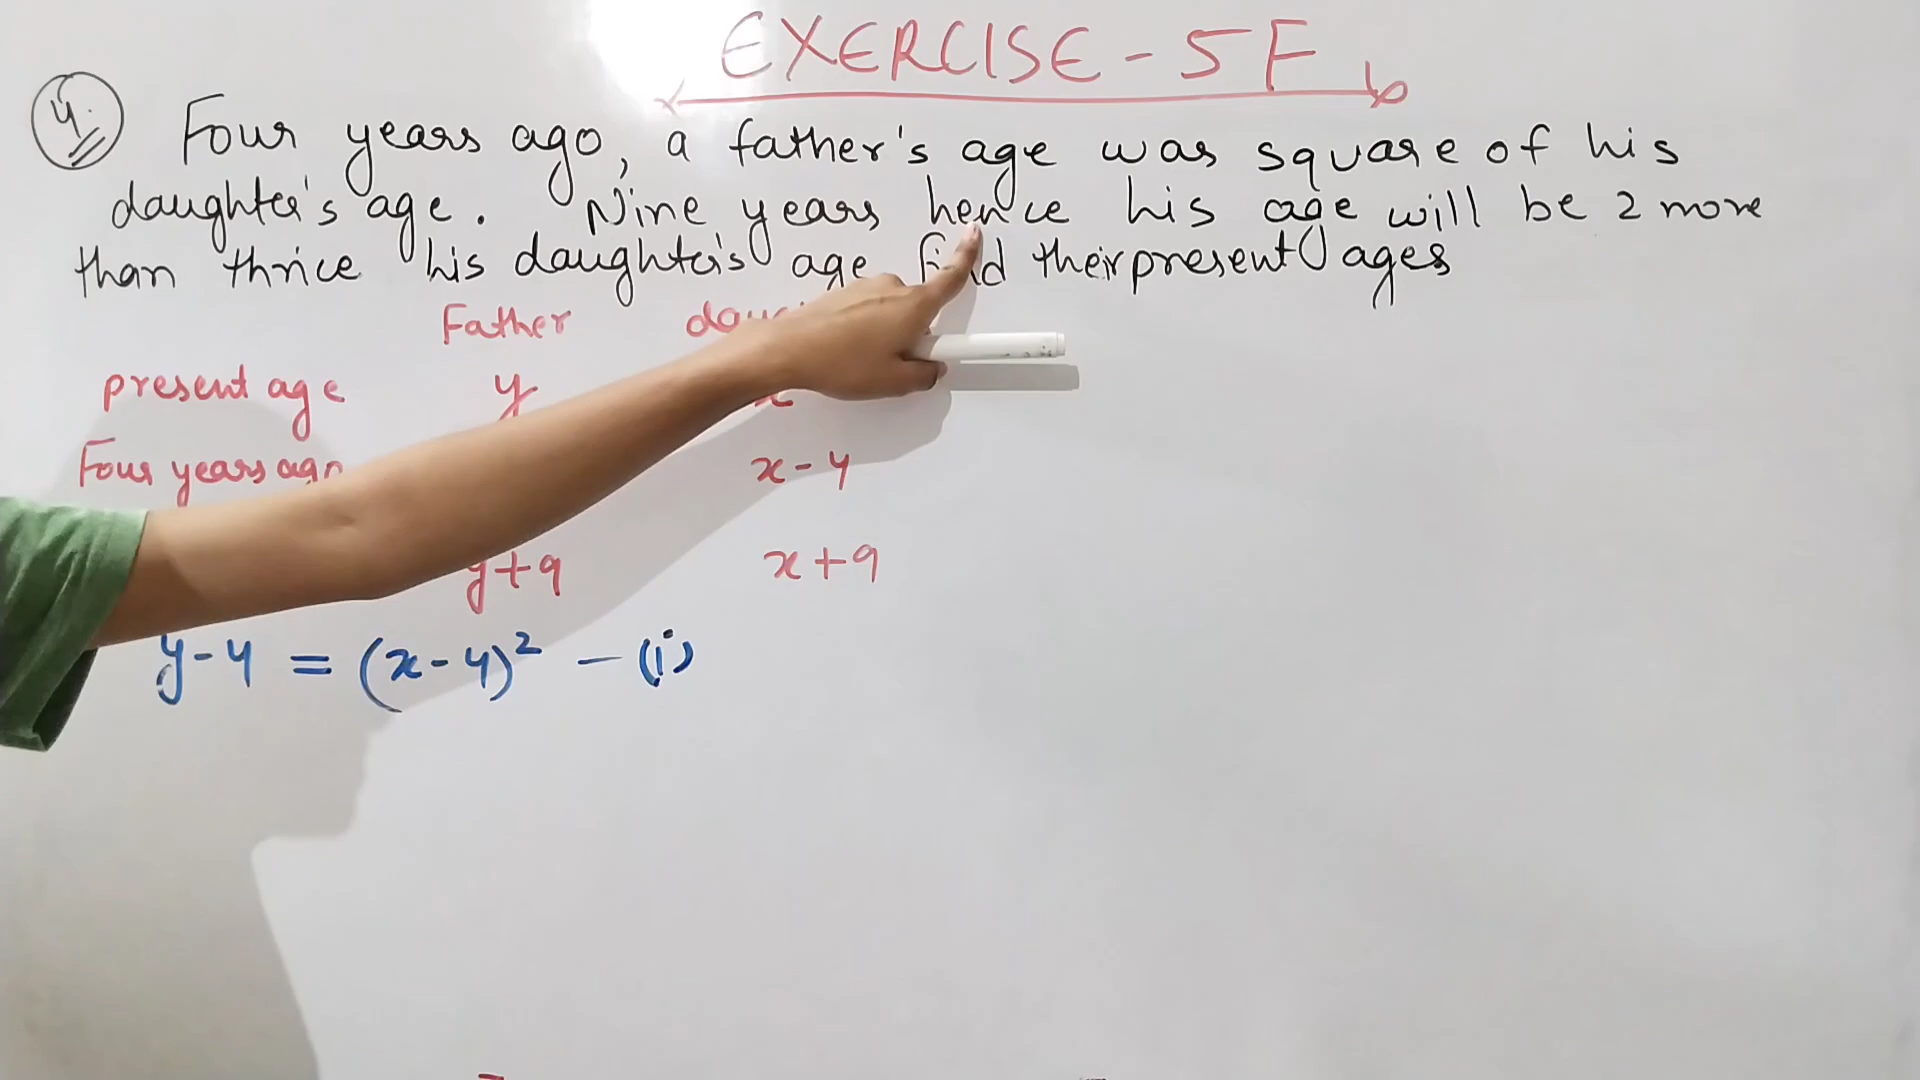 EXERCISE - 5F
4. Four years ago, a father's age was square of his
daughter's age. Nine years hence his age will be 2 more
than thrice his daughter's age find their present ages
Father
present age y x
Four years ago x - 4
y + 9 x + 9
y - 4 = (x - 4)² - (i)